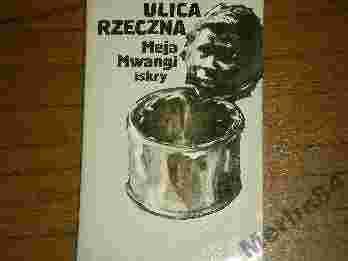 ULICA
RZECZNA
Meja
Mwangi
iskry